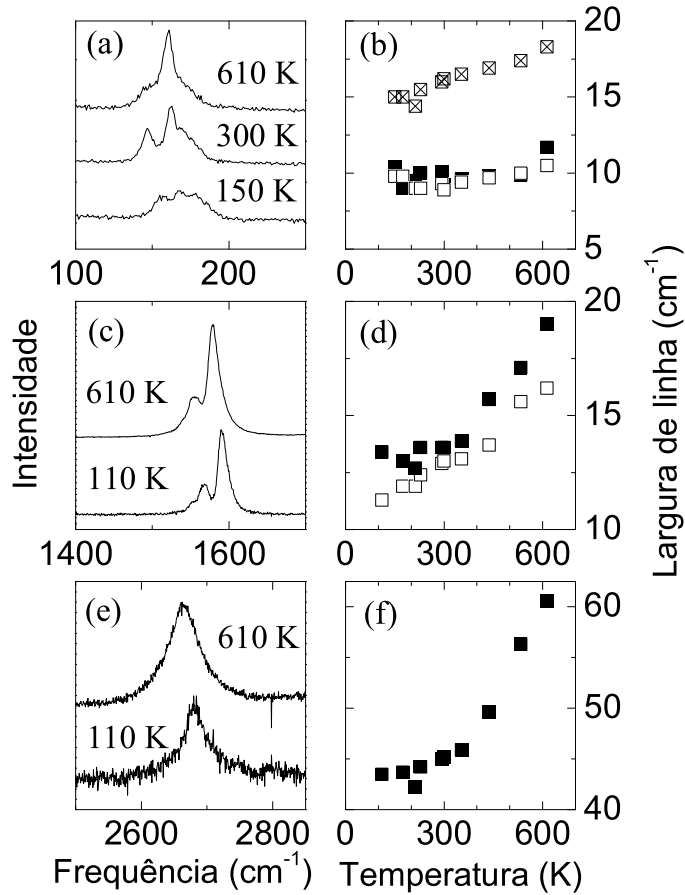 (a)
610 K
300 K
150 K
100 200
(b)
20
15
10
5
0 300 600
(c)
610 K
110 K
1400 1600
(d)
20
15
10
0 300 600
(e)
610 K
110 K
2600 2800
(f)
60
50
40
0 300 600
Intensidade
Largura de linha (cm⁻¹)
Frequência (cm⁻¹)
Temperatura (K)